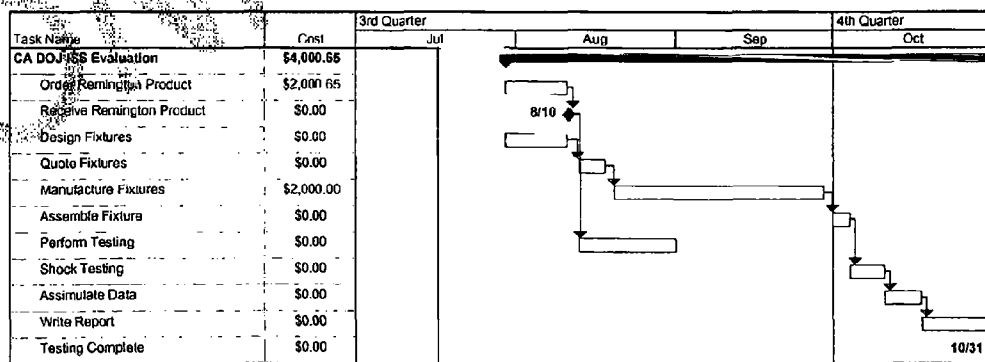 3rd Quarter 4th Quarter
Task Name Cost Jul Aug Sep Oct
CA DOJ ISS Evaluation $4,000.65
Order Remington Product $2,000.65
Receive Remington Product $0.00 8/10
Design Fixtures $0.00
Quote Fixtures $0.00
Manufacture Fixtures $2,000.00
Assemble Fixture $0.00
Perform Testing $0.00
Shock Testing $0.00
Assimulate Data $0.00
Write Report $0.00
Testing Complete $0.00 10/31